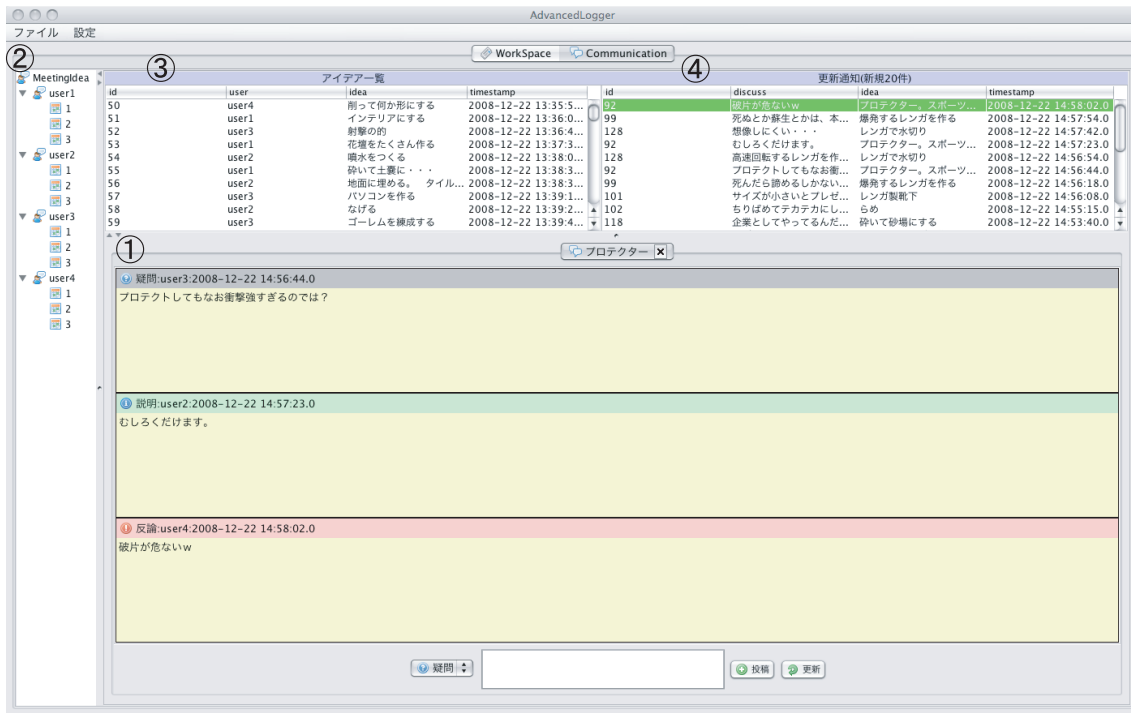 AdvancedLogger
ファイル 設定
WorkSpace Communication
②
③
④
①
MeetingIdea
user1
1
2
3
user2
1
2
3
user3
1
2
3
user4
1
2
3
アイデア一覧
id user idea timestamp
50 user4 削って何か形にする 2008-12-22 13:35:5...
51 user1 インテリアにする 2008-12-22 13:36:0...
52 user3 射撃の的 2008-12-22 13:36:4...
53 user1 花壇をたくさん作る 2008-12-22 13:37:3...
54 user2 噴水をつくる 2008-12-22 13:38:0...
55 user1 砕いて土嚢に・・・ 2008-12-22 13:38:3...
56 user2 地面に埋める。 タイル... 2008-12-22 13:38:3...
57 user3 パソコンを作る 2008-12-22 13:39:1...
58 user2 なげる 2008-12-22 13:39:2...
59 user3 ゴーレムを練成する 2008-12-22 13:39:4...
更新通知(新規20件)
id discuss idea timestamp
92 破片が危ないw プロテクター。スポーツ... 2008-12-22 14:58:02.0
99 死ぬとか蘇生とかは、本... 爆発するレンガを作る 2008-12-22 14:57:54.0
128 想像しにくい・・・ レンガで水切り 2008-12-22 14:57:42.0
92 むしろくだけます。 プロテクター。スポーツ... 2008-12-22 14:57:23.0
128 高速回転するレンガを作... レンガで水切り 2008-12-22 14:56:54.0
92 プロテクトしてもなお衝... プロテクター。スポーツ... 2008-12-22 14:56:44.0
99 死んだら諦めるしかない... 爆発するレンガを作る 2008-12-22 14:56:18.0
101 サイズが小さいとプレゼ... レンガ製靴下 2008-12-22 14:56:08.0
102 ちりばめてテカテカにし... らめ 2008-12-22 14:55:15.0
118 企業としてやってるんだ... 砕いて砂場にする 2008-12-22 14:53:40.0
プロテクター
疑問:user3:2008-12-22 14:56:44.0
プロテクトしてもなお衝撃強すぎるのでは？
説明:user2:2008-12-22 14:57:23.0
むしろくだけます。
反論:user4:2008-12-22 14:58:02.0
破片が危ないw
疑問 投稿 更新